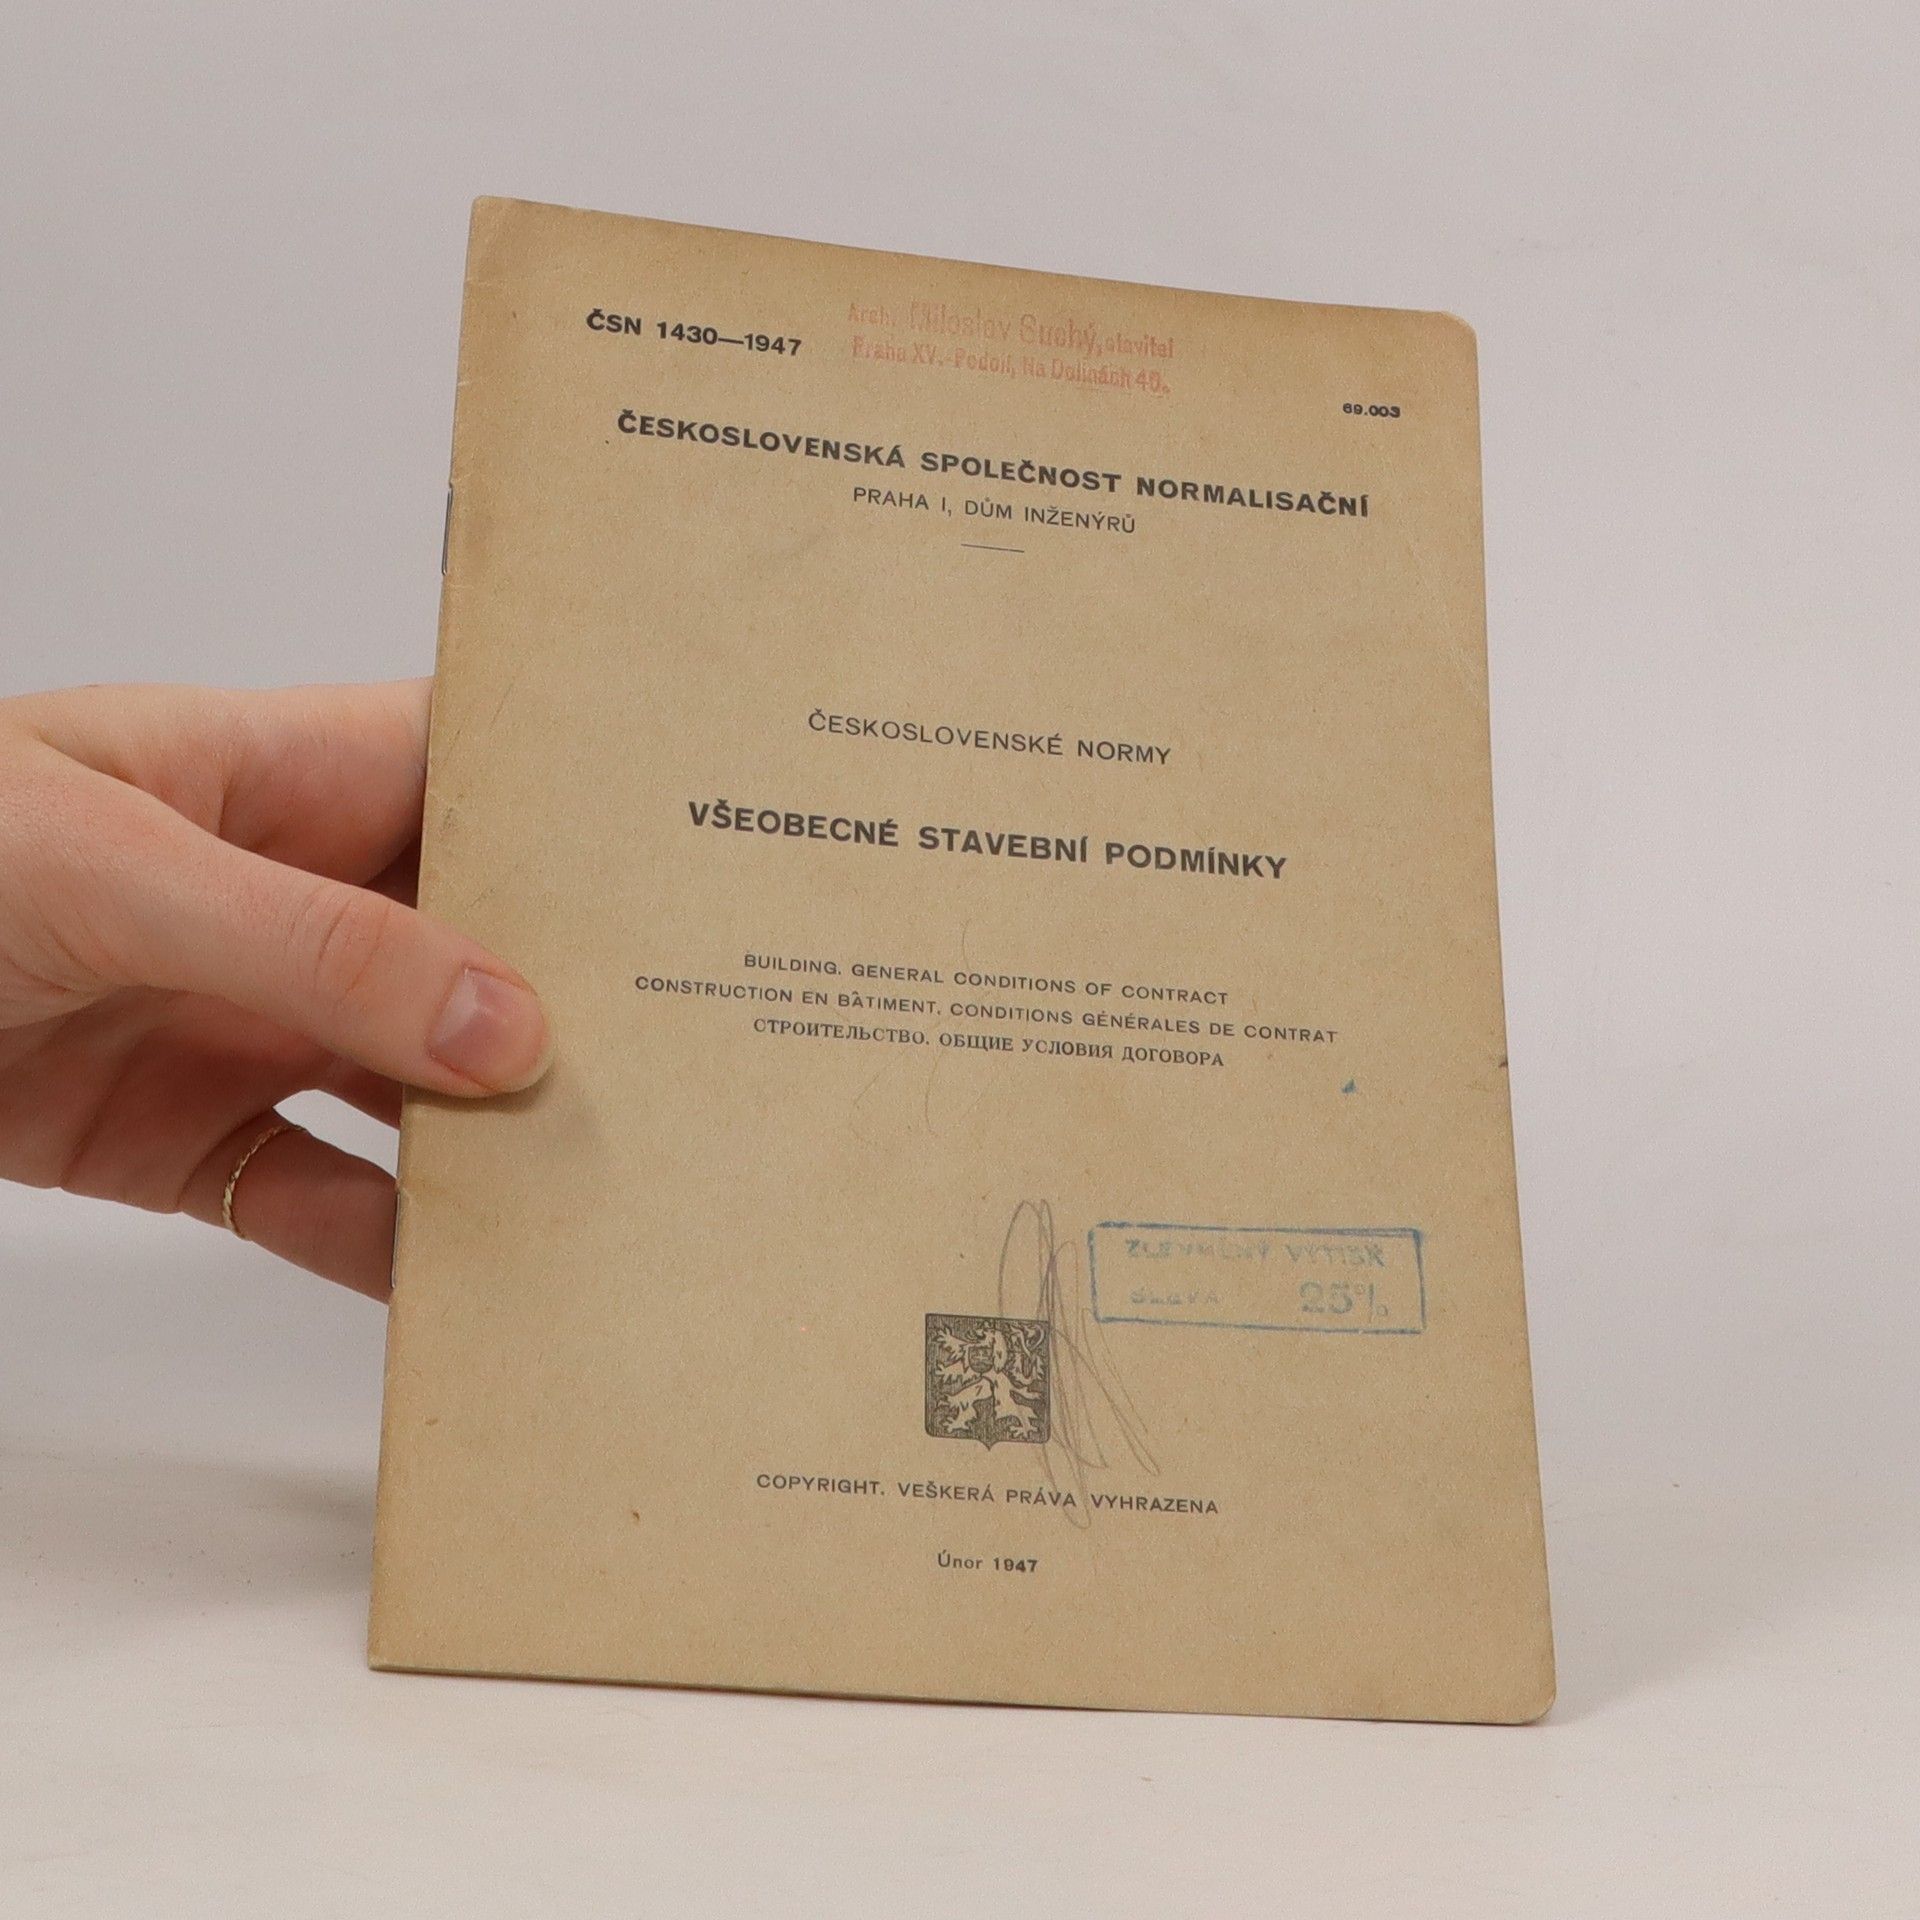 ČSN 1430—1947
Arch. Miloslav Suchý, stavitel
Praha XV.-Podolí, Na Dolinách 40.
69.003
ČESKOSLOVENSKÁ SPOLEČNOST NORMALISAČNÍ
PRAHA I, DŮM INŽENÝRŮ
ČESKOSLOVENSKÉ NORMY
VŠEOBECNÉ STAVEBNÍ PODMÍNKY
BUILDING. GENERAL CONDITIONS OF CONTRACT
CONSTRUCTION EN BÂTIMENT. CONDITIONS GÉNÉRALES DE CONTRAT
СТРОИТЕЛЬСТВО. ОБЩИЕ УСЛОВИЯ ДОГОВОРА
ZLEVNĚNÝ VÝTISK
SLEVA 25%
COPYRIGHT. VEŠKERÁ PRÁVA VYHRAZENA
Únor 1947